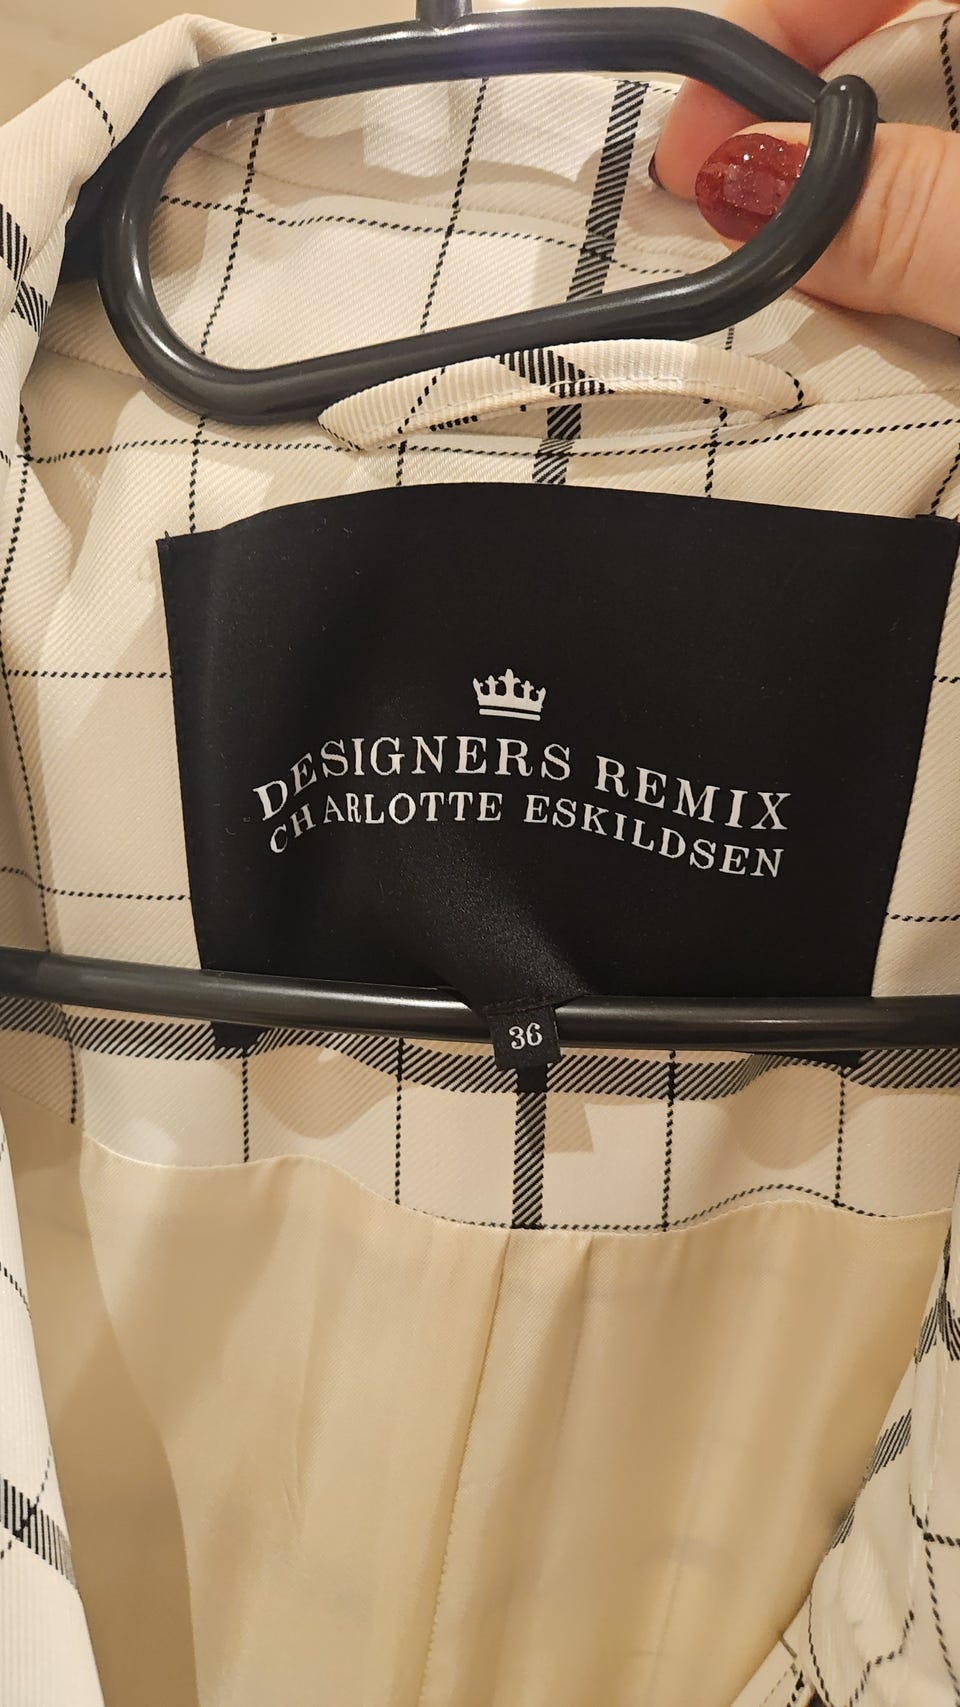 DESIGNERS REMIX
CHARLOTTE ESKILDSEN
36